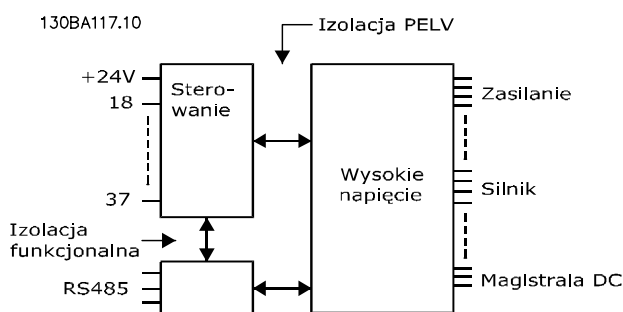 130BA117.10
Izolacja PELV
+24V
18
37
Stero-
wanie
Wysokie
napięcie
Zasilanie
Silnik
Magistrala DC
Izolacja
funkcjonalna
RS485